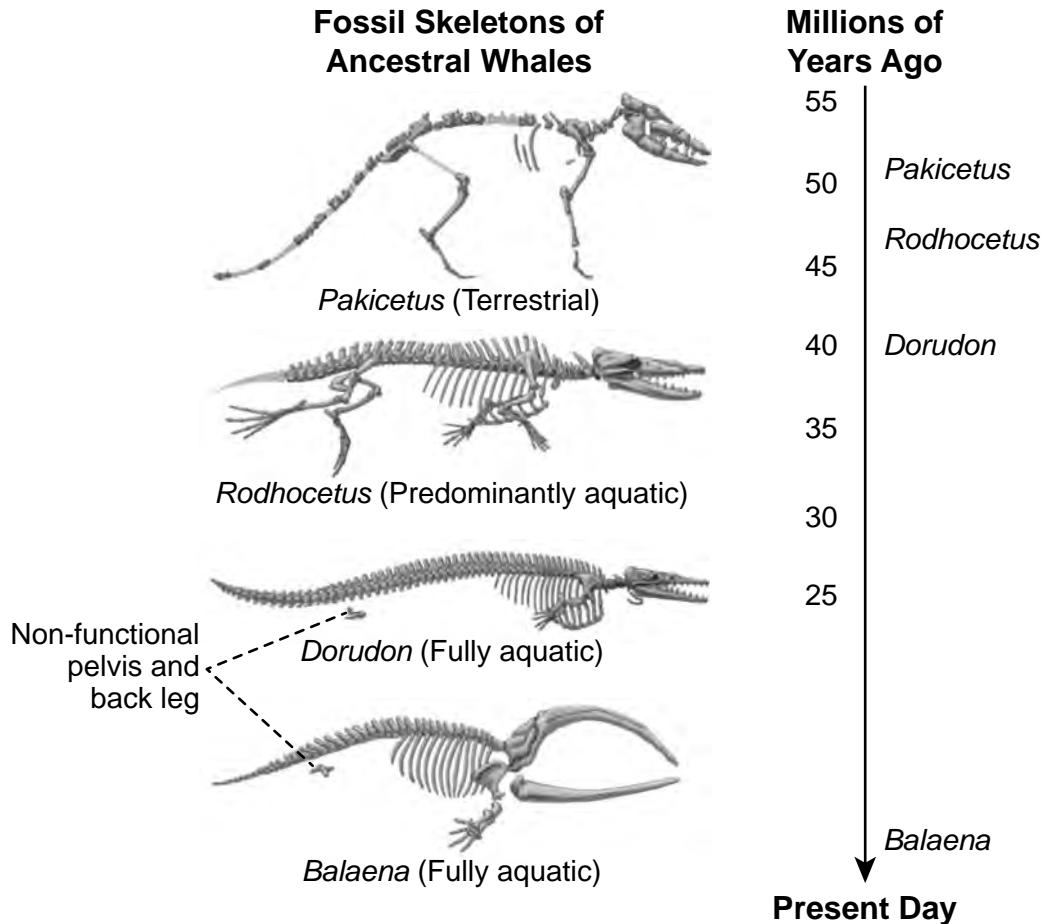 Fossil Skeletons of
Ancestral Whales
Millions of
Years Ago
55
Pakicetus
50
Rodhocetus
45
Pakicetus (Terrestrial)
40
Dorudon
35
Rodhocetus (Predominantly aquatic)
30
25
Non-functional
pelvis and
back leg
Dorudon (Fully aquatic)
Balaena
Balaena (Fully aquatic)
Present Day